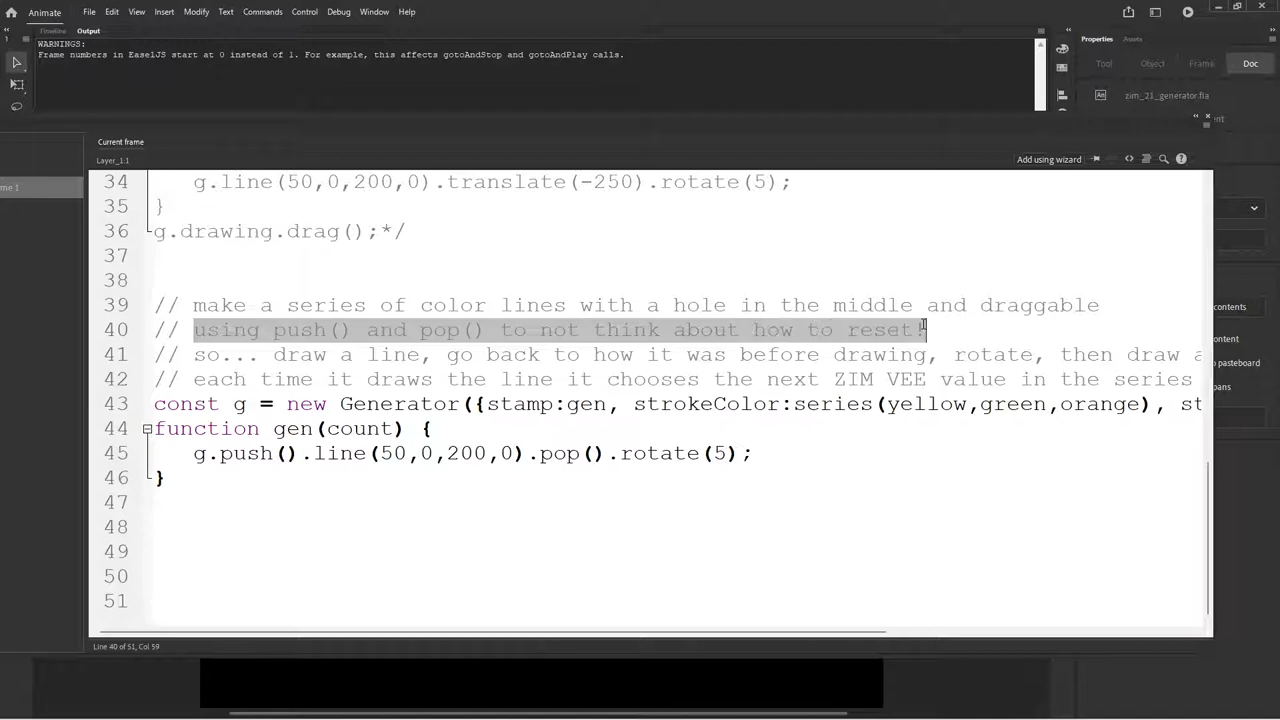 Animate File Edit View Insert Modify Text Commands Control Debug Window Help
Timeline Output
Properties Assets
WARNINGS:
Frame numbers in EaselJS start at 0 instead of 1. For example, this affects gotoAndStop and gotoAndPlay calls.
Tool Object Frame Doc
An zim_21_generator.fla
Current frame
Layer_1:1
Add using wizard
34 g.line(50,0,200,0).translate(-250).rotate(5);
35 }
36 g.drawing.drag();*/
37
38
39 // make a series of color lines with a hole in the middle and draggable
40 // using push() and pop() to not think about how to reset!
41 // so... draw a line, go back to how it was before drawing, rotate, then draw a
42 // each time it draws the line it chooses the next ZIM VEE value in the series
43 const g = new Generator({stamp:gen, strokeColor:series(yellow,green,orange), st
44 function gen(count) {
45 g.push().line(50,0,200,0).pop().rotate(5);
46 }
47
48
49
50
51
Line 40 of 51, Col 59